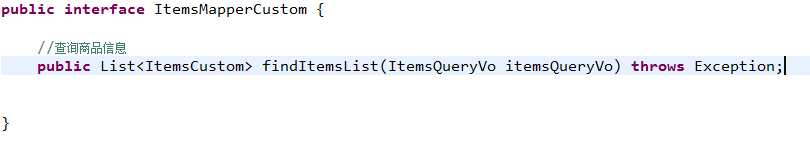 public interface ItemsMapperCustom {
//查询商品信息
public List<ItemsCustom> findItemsList(ItemsQueryVo itemsQueryVo) throws Exception;
}